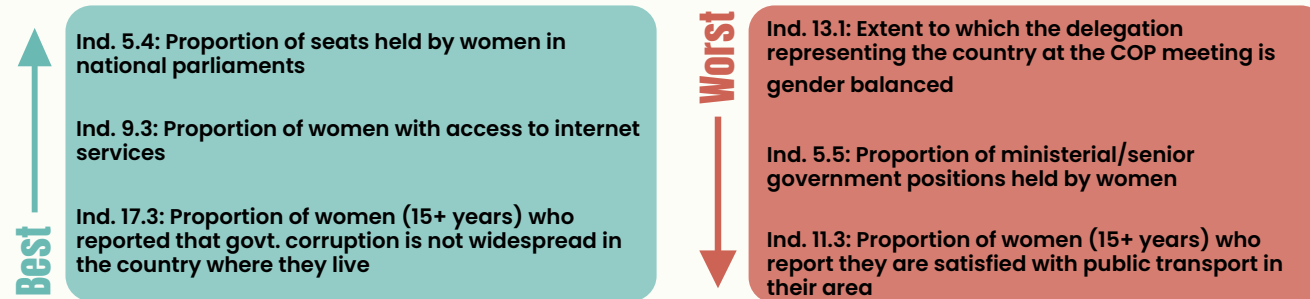 Best
Ind. 5.4: Proportion of seats held by women in
national parliaments
Ind. 9.3: Proportion of women with access to internet
services
Ind. 17.3: Proportion of women (15+ years) who
reported that govt. corruption is not widespread in
the country where they live
Worst
Ind. 13.1: Extent to which the delegation
representing the country at the COP meeting is
gender balanced
Ind. 5.5: Proportion of ministerial/senior
government positions held by women
Ind. 11.3: Proportion of women (15+ years) who
report they are satisfied with public transport in
their area